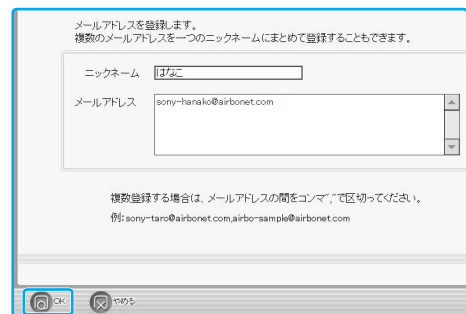 メールアドレスを登録します。
複数のメールアドレスを一つのニックネームにまとめて登録することもできます。
ニックネーム はなこ
メールアドレス sony-hanako@airbonet.com
複数登録する場合は、メールアドレスの間をコンマ","で区切ってください。
例:sony-taro@airbonet.com,airbo-sample@airbonet.com
OK やめる